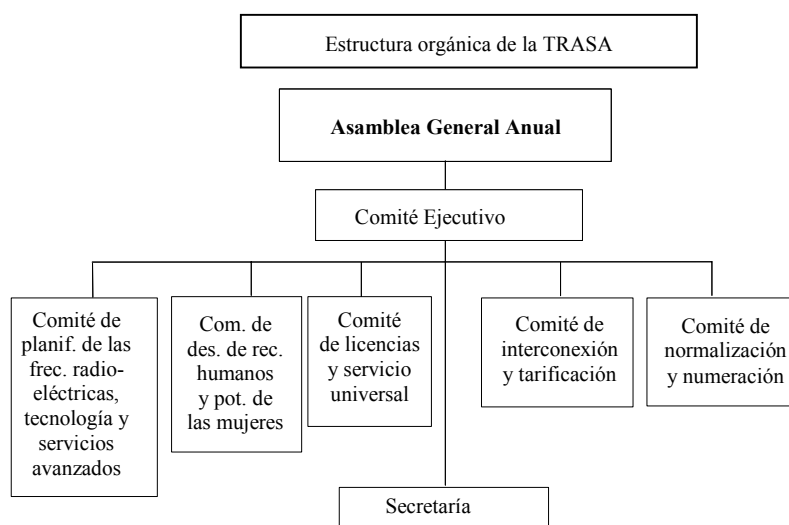 Estructura orgánica de la TRASA
Asamblea General Anual
Comité Ejecutivo
Comité de
planif. de las
frec. radio-
eléctricas,
tecnología y
servicios
avanzados
Com. de
des. de rec.
humanos
y pot. de
las mujeres
Comité
de licencias
y servicio
universal
Comité de
interconexión
y tarificación
Comité de
normalización
y numeración
Secretaría